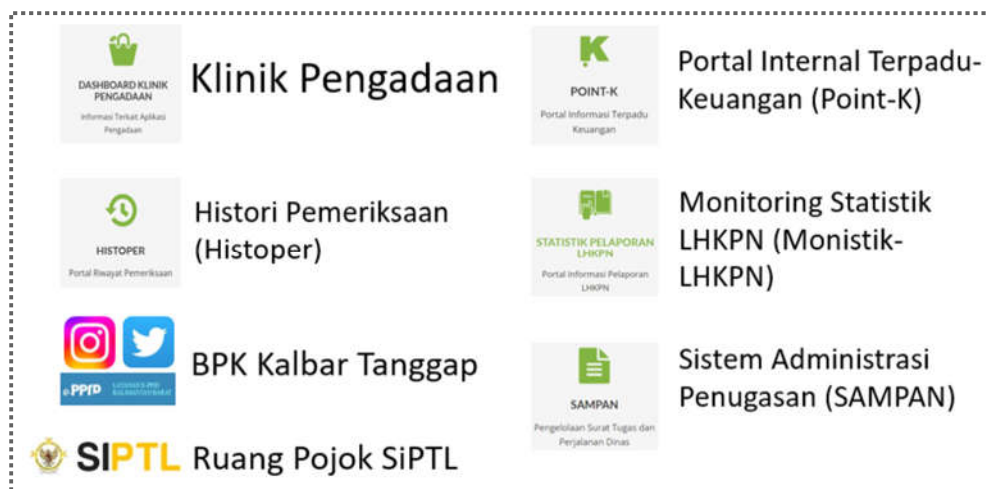 DASHBOARD KLINIK
PENGADAAN
Informasi Terkait Aplikasi
Pengadaan
Klinik Pengadaan
HISTOPER
Portal Riwayat Pemeriksaan
Histori Pemeriksaan
(Histoper)
BPK Kalbar Tanggap
SIPTL
Ruang Pojok SiPTL
POINT-K
Portal Informasi Terpadu
Keuangan
Portal Internal Terpadu-
Keuangan (Point-K)
STATISTIK PELAPORAN
LHKPN
Portal Informasi Pelaporan
LHKPN
Monitoring Statistik
LHKPN (Monistik-
LHKPN)
SAMPAN
Pengelolaan Surat Tugas dan
Perjalanan Dinas
Sistem Administrasi
Penugasan (SAMPAN)